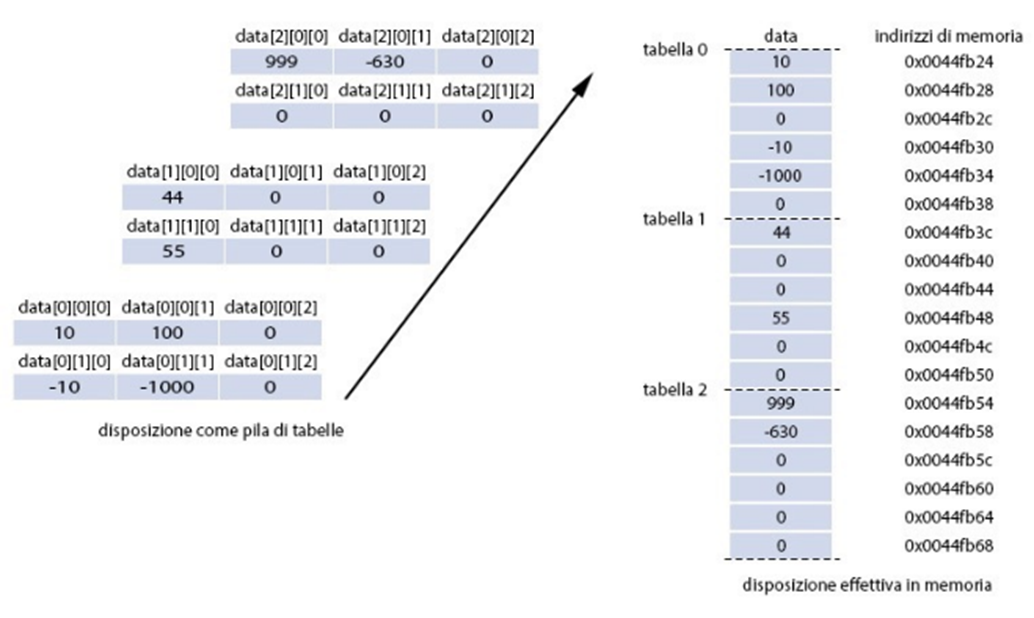 data[2][0][0] data[2][0][1] data[2][0][2]
999 -630 0
data[2][1][0] data[2][1][1] data[2][1][2]
0 0 0
data[1][0][0] data[1][0][1] data[1][0][2]
44 0 0
data[1][1][0] data[1][1][1] data[1][1][2]
55 0 0
data[0][0][0] data[0][0][1] data[0][0][2]
10 100 0
data[0][1][0] data[0][1][1] data[0][1][2]
-10 -1000 0
disposizione come pila di tabelle
data indirizzi di memoria
tabella 0
10 0x0044fb24
100 0x0044fb28
0 0x0044fb2c
-10 0x0044fb30
-1000 0x0044fb34
0 0x0044fb38
tabella 1
44 0x0044fb3c
0 0x0044fb40
0 0x0044fb44
55 0x0044fb48
0 0x0044fb4c
0 0x0044fb50
tabella 2
999 0x0044fb54
-630 0x0044fb58
0 0x0044fb5c
0 0x0044fb60
0 0x0044fb64
0 0x0044fb68
disposizione effettiva in memoria